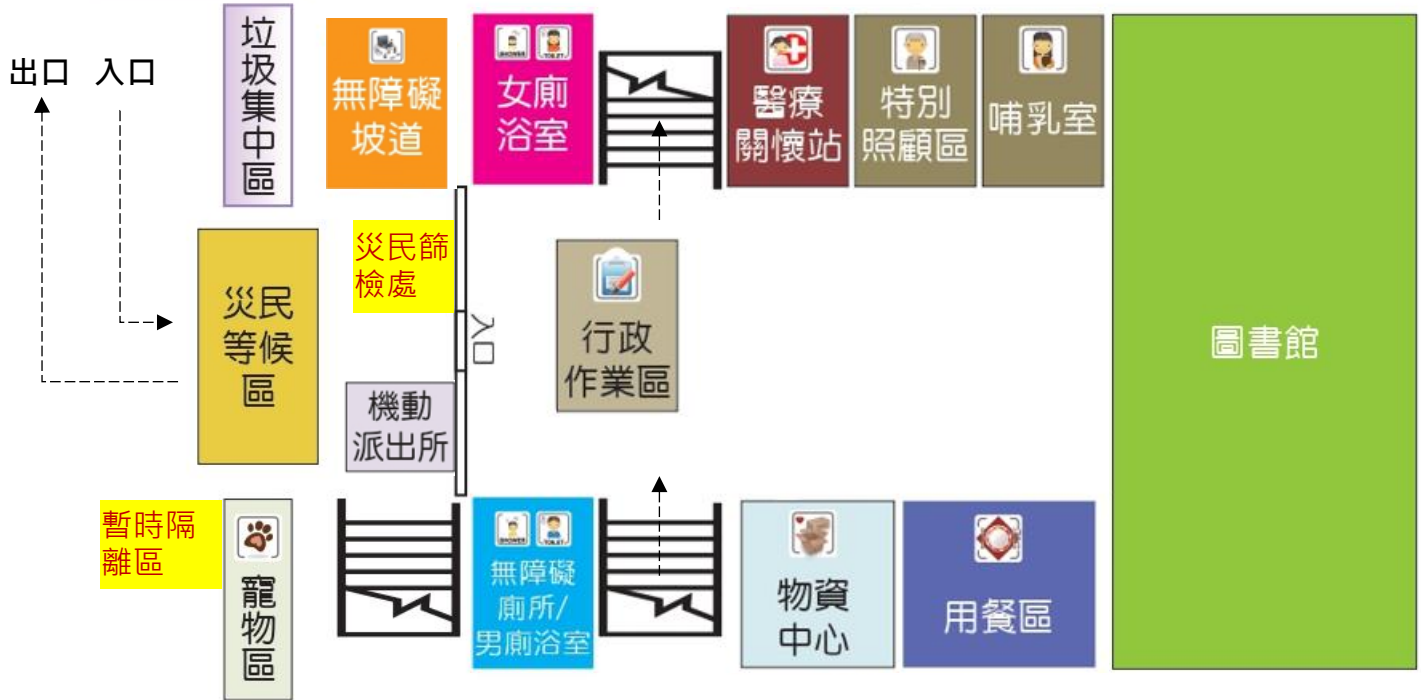 出口 入口
垃圾集中區
無障礙
坡道
SHOWER
TOILET
女廁
浴室
醫療
關懷站
特別
照顧區
哺乳室
圖書館
災民
等候
區
災民篩
檢處
入口
行政
作業區
機動
派出所
暫時隔
離區
寵物區
SHOWER
TOILET
無障礙
廁所/
男廁浴室
物資
中心
用餐區